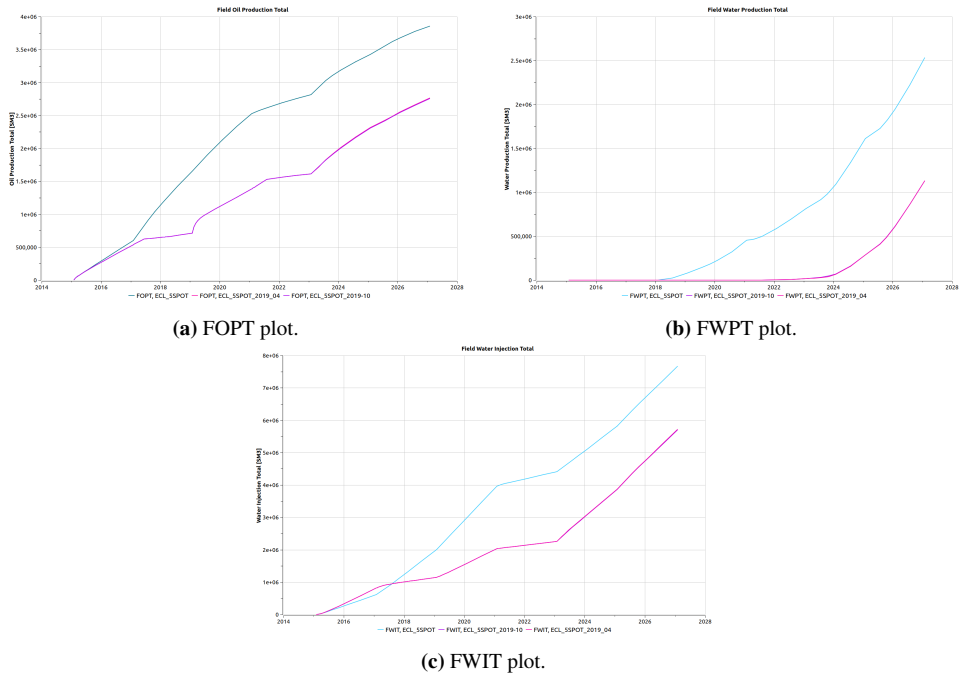 Field Oil Production Total
4e+06
3.5e+06
3e+06
2.5e+06
2e+06
1.5e+06
1e+06
500,000
0
Oil Production Total [SM3]
2014 2016 2018 2020 2022 2024 2026 2028
FOPT, ECL_5SPOT FOPT, ECL_5SPOT_2019_04 FOPT, ECL_5SPOT_2019-10
(a) FOPT plot.
Field Water Production Total
3e+06
2.5e+06
2e+06
1.5e+06
1e+06
500,000
0
Water Production Total [SM3]
2014 2016 2018 2020 2022 2024 2026 2028
FWPT, ECL_5SPOT FWPT, ECL_5SPOT_2019-10 FWPT, ECL_5SPOT_2019_04
(b) FWPT plot.
Field Water Injection Total
8e+06
7e+06
6e+06
5e+06
4e+06
3e+06
2e+06
1e+06
0
Water Injection Total [SM3]
2014 2016 2018 2020 2022 2024 2026 2028
FWIT, ECL_5SPOT FWIT, ECL_5SPOT_2019-10 FWIT, ECL_5SPOT_2019_04
(c) FWIT plot.